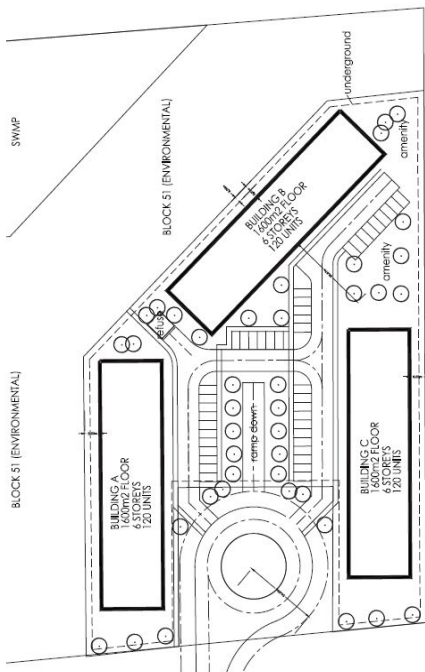 SWMP
BLOCK 51 (ENVIRONMENTAL)
BLOCK 51 (ENVIRONMENTAL)
underground
amenity
BUILDING B
1600m2 FLOOR
6 STOREYS
120 UNITS
refuse
amenity
ramp down
BUILDING A
1600m2 FLOOR
6 STOREYS
120 UNITS
BUILDING C
1600m2 FLOOR
6 STOREYS
120 UNITS